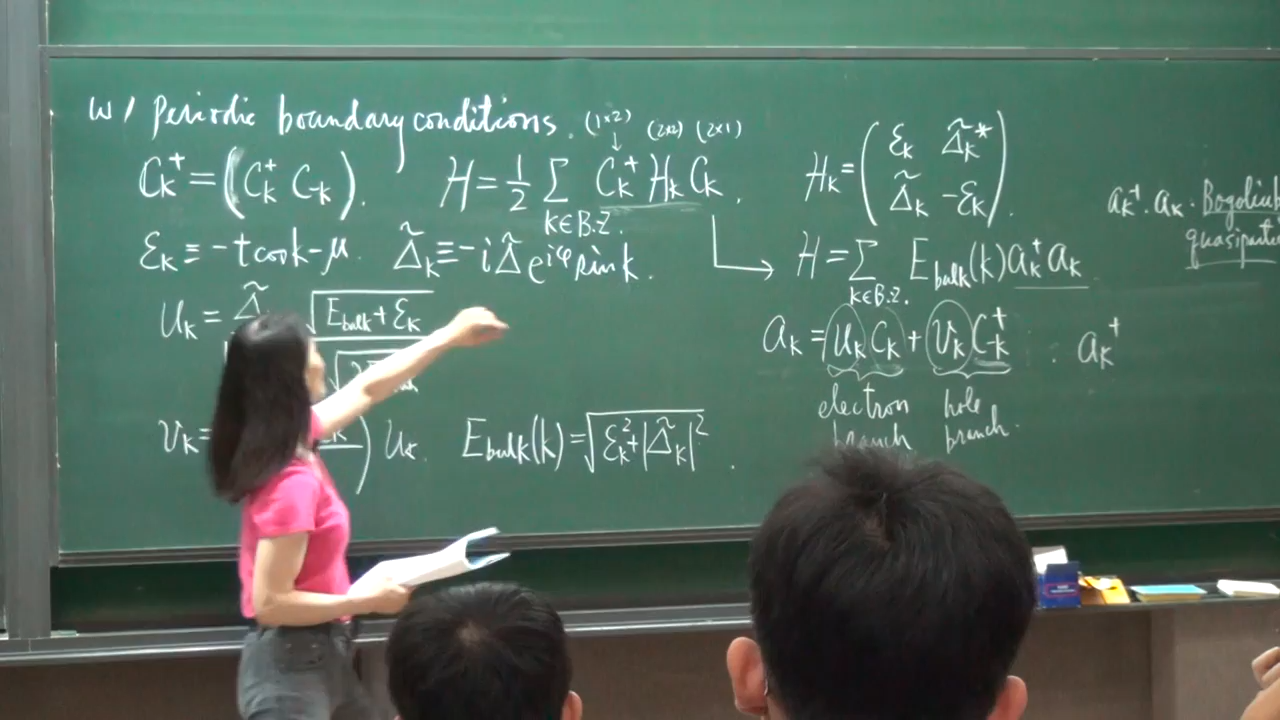 w/ Periodic boundary conditions.
(1×2) (2×2) (2×1)
↓
C_k^+ = (C_k^+ C_{-k}). H = 1/2 Σ_{k∈B.Z.} C_k^+ H_k C_k.
H_k = ( ε_k Δ̃_k^* 
Δ̃_k -ε_k ).
ε_k ≡ -t cos k - μ. Δ̃_k ≡ -i Δ̃ e^{iφ} sin k.
→ H = Σ_{k∈B.Z.} E_bulk(k) a_k^+ a_k
a_k^+. a_k.
quasiparti
u_k = Δ̃ √(E_bulk + ε_k)
√2
a_k = u_k C_k + v_k C_{-k}^+ . a_k^+
electron hole
branch branch.
v_k = ) u_k. E_bulk(k) = √(ε_k^2 + |Δ̃_k|^2).